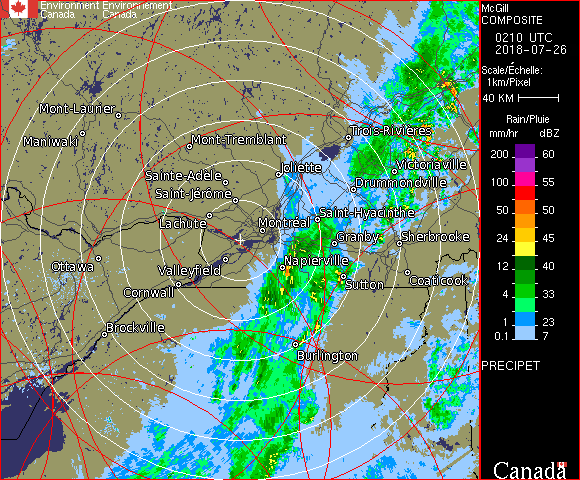 Environment Environnement
Canada Canada
Mont-Laurier
Maniwaki
Mont-Tremblant
Trois-Rivières
Joliette
Victoriaville
Sainte-Adèle
Drummondville
Saint-Jérôme
Lachute
Saint-Hyacinthe
Montréal
Granby
Sherbrooke
Ottawa
Valleyfield
Napierville
Coaticook
Cornwall
Sutton
Brockville
Burlington
McGill
COMPOSITE
0210 UTC
2018-07-26
Scale/Échelle:
1km/Pixel
40 KM
Rain/Pluie
mm/hr dBZ
200 60
100 55
50 50
24 45
12 40
4 33
1 23
0.1 7
PRECIPET
Canada